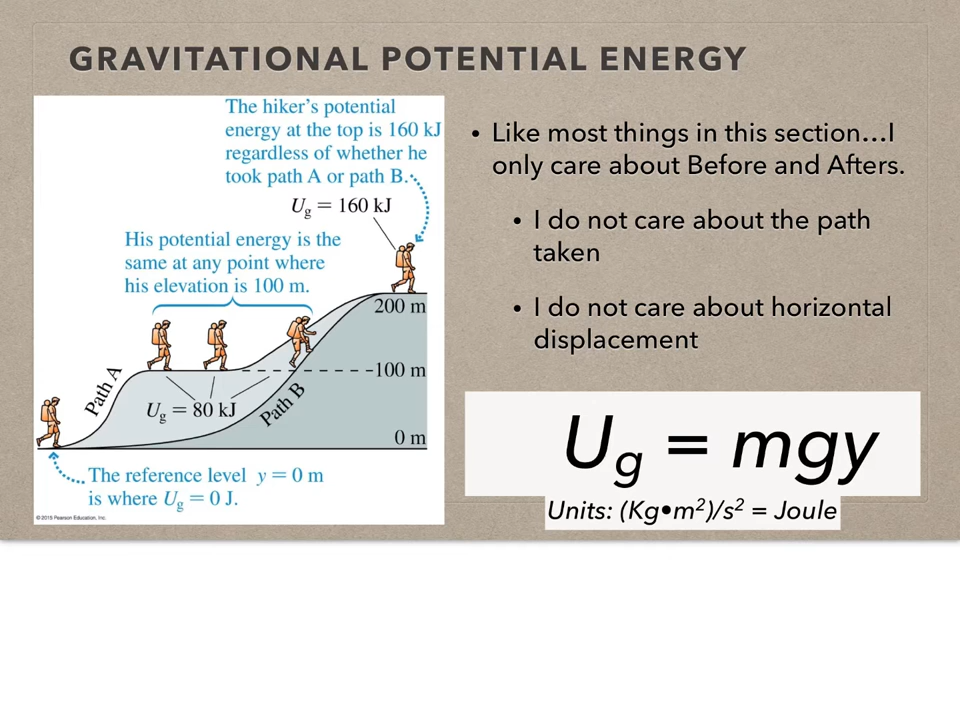 GRAVITATIONAL POTENTIAL ENERGY
The hiker's potential
energy at the top is 160 kJ
regardless of whether he
took path A or path B.
Ug = 160 kJ
His potential energy is the
same at any point where
his elevation is 100 m.
200 m
100 m
Path A
Ug = 80 kJ
Path B
0 m
The reference level y = 0 m
is where Ug = 0 J.
©2015 Pearson Education, Inc.
• Like most things in this section...I
only care about Before and Afters.
• I do not care about the path
taken
• I do not care about horizontal
displacement
Ug = mgy
Units: (Kg•m²)/s² = Joule